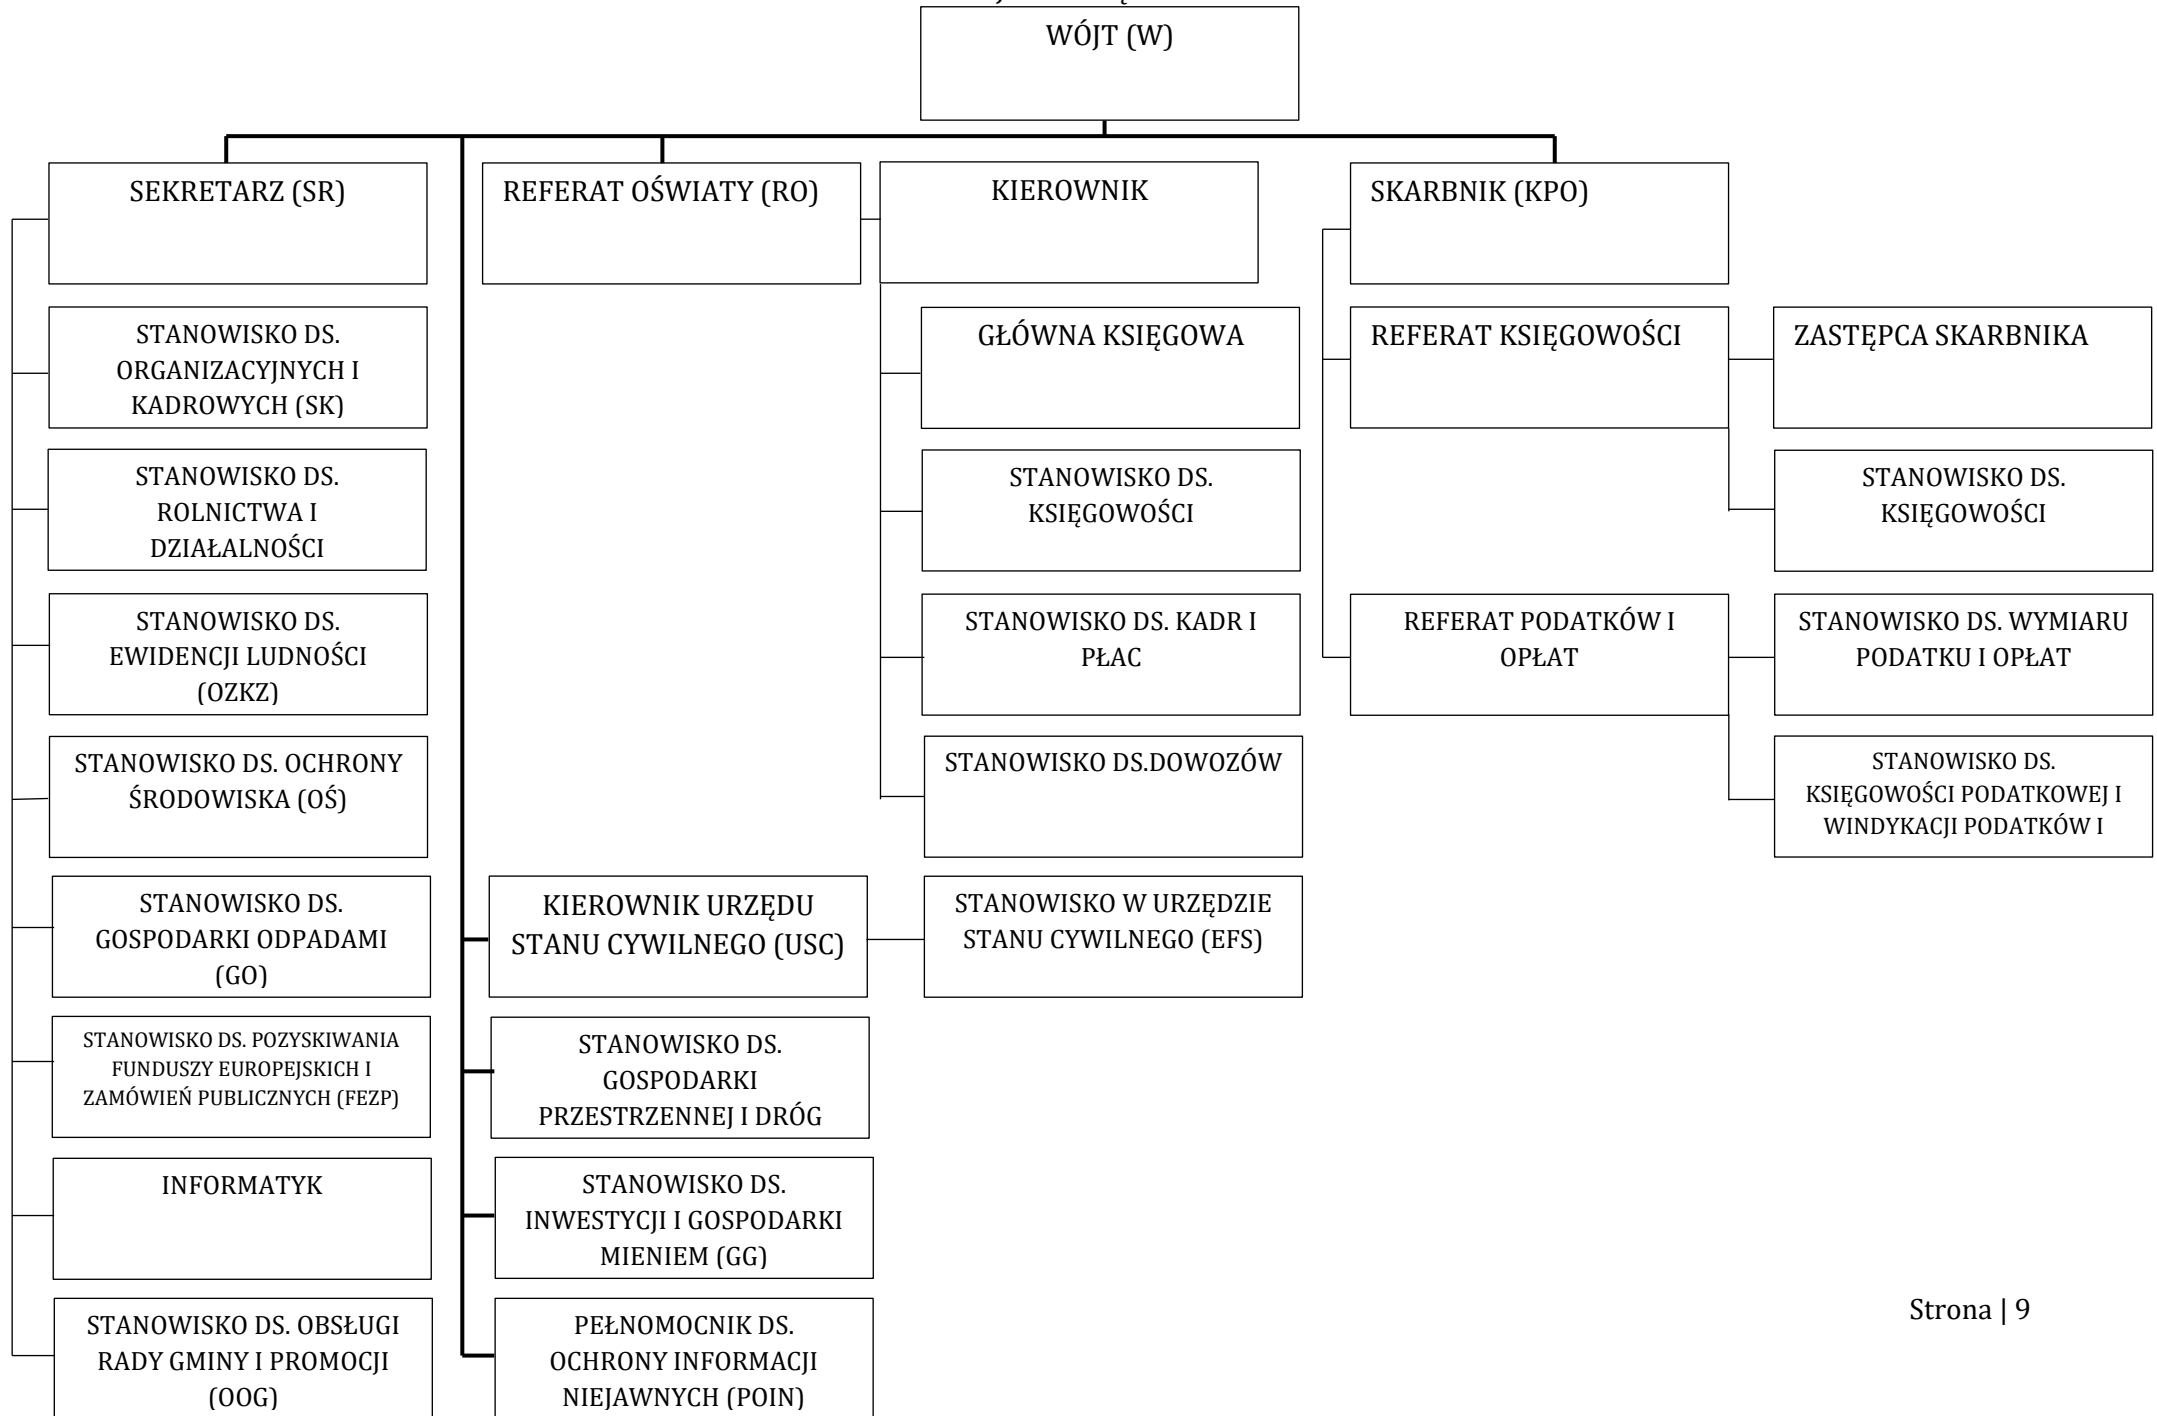 WÓJT (W)
SEKRETARZ (SR)
REFERAT OŚWIATY (RO)
KIEROWNIK
SKARBNIK (KPO)
STANOWISKO DS.
ORGANIZACYJNYCH I
KADROWYCH (SK)
GŁÓWNA KSIĘGOWA
REFERAT KSIĘGOWOŚCI
ZASTĘPCA SKARBNIKA
STANOWISKO DS.
ROLNICTWA I
DZIAŁALNOŚCI
STANOWISKO DS.
KSIĘGOWOŚCI
STANOWISKO DS.
KSIĘGOWOŚCI
STANOWISKO DS.
EWIDENCJI LUDNOŚCI
(OZKZ)
STANOWISKO DS. KADR I
PŁAC
REFERAT PODATKÓW I
OPŁAT
STANOWISKO DS. WYMIARU
PODATKU I OPŁAT
STANOWISKO DS. OCHRONY
ŚRODOWISKA (OŚ)
STANOWISKO DS.DOWOZÓW
STANOWISKO DS.
KSIĘGOWOŚCI PODATKOWEJ I
WINDYKACJI PODATKÓW I
STANOWISKO DS.
GOSPODARKI ODPADAMI
(GO)
KIEROWNIK URZĘDU
STANU CYWILNEGO (USC)
STANOWISKO W URZĘDZIE
STANU CYWILNEGO (EFS)
STANOWISKO DS. POZYSKIWANIA
FUNDUSZY EUROPEJSKICH I
ZAMÓWIEŃ PUBLICZNYCH (FEZP)
STANOWISKO DS.
GOSPODARKI
PRZESTRZENNEJ I DRÓG
INFORMATYK
STANOWISKO DS.
INWESTYCJI I GOSPODARKI
MIENIEM (GG)
STANOWISKO DS. OBSŁUGI
RADY GMINY I PROMOCJI
(OOG)
PEŁNOMOCNIK DS.
OCHRONY INFORMACJI
NIEJAWNYCH (POIN)
Strona | 9